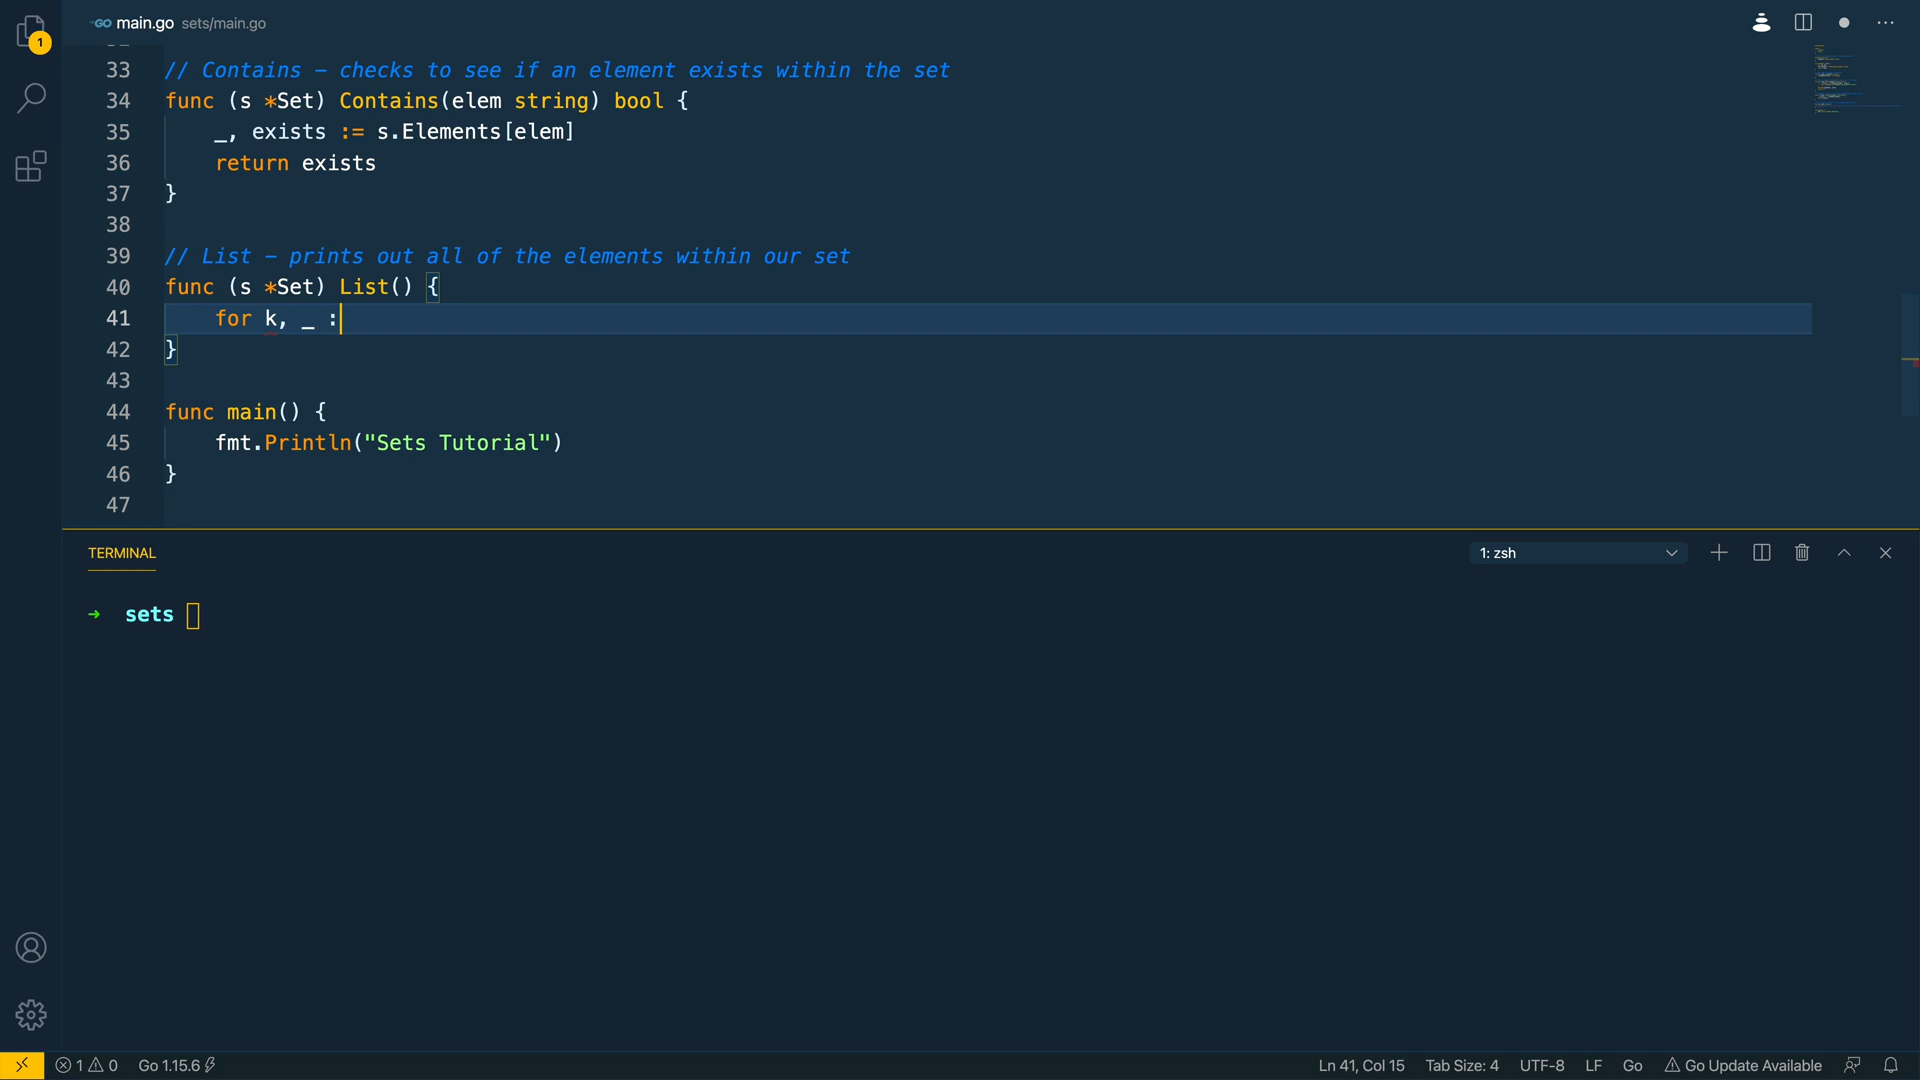 1
GO main.go sets/main.go
33 // Contains – checks to see if an element exists within the set
34 func (s *Set) Contains(elem string) bool {
35 _, exists := s.Elements[elem]
36 return exists
37 }
38
39 // List – prints out all of the elements within our set
40 func (s *Set) List() {
41 for k, _ :
42 }
43
44 func main() {
45 fmt.Println("Sets Tutorial")
46 }
47
TERMINAL 1: zsh
→ sets
1 0 Go 1.15.6 Ln 41, Col 15 Tab Size: 4 UTF-8 LF Go Go Update Available